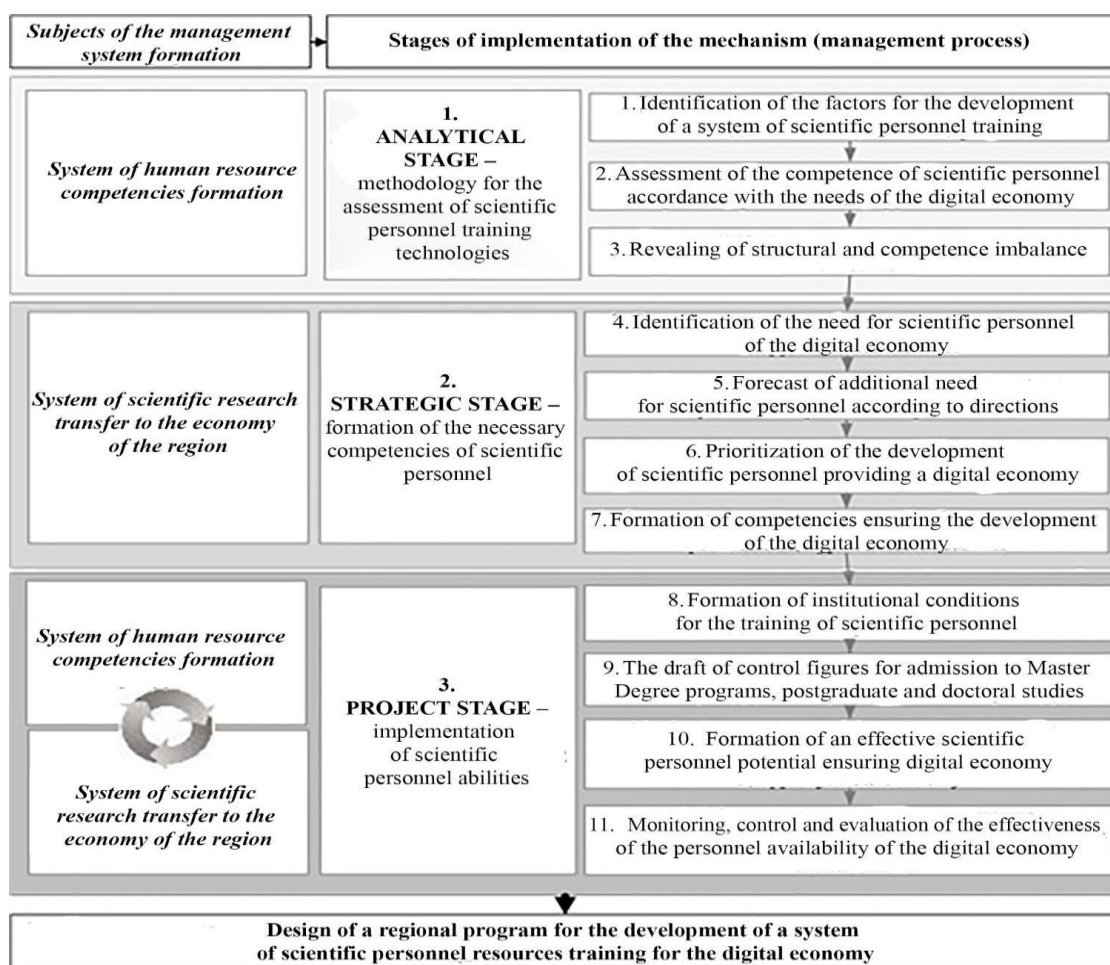 Subjects of the management
system formation
Stages of implementation of the mechanism (management process)
System of human resource
competencies formation
1.
ANALYTICAL
STAGE –
methodology for the
assessment of scientific
personnel training
technologies
1. Identification of the factors for the development
of a system of scientific personnel training
2. Assessment of the competence of scientific personnel
accordance with the needs of the digital economy
3. Revealing of structural and competence imbalance
System of scientific research
transfer to the economy
of the region
2.
STRATEGIC STAGE –
formation of the necessary
competencies of scientific
personnel
4. Identification of the need for scientific personnel
of the digital economy
5. Forecast of additional need
for scientific personnel according to directions
6. Prioritization of the development
of scientific personnel providing a digital economy
7. Formation of competencies ensuring the development
of the digital economy
System of human resource
competencies formation
System of scientific
research transfer to the
economy of the region
3.
PROJECT STAGE –
implementation
of scientific
personnel abilities
8. Formation of institutional conditions
for the training of scientific personnel
9. The draft of control figures for admission to Master
Degree programs, postgraduate and doctoral studies
10. Formation of an effective scientific
personnel potential ensuring digital economy
11. Monitoring, control and evaluation of the effectiveness
of the personnel availability of the digital economy
Design of a regional program for the development of a system
of scientific personnel resources training for the digital economy